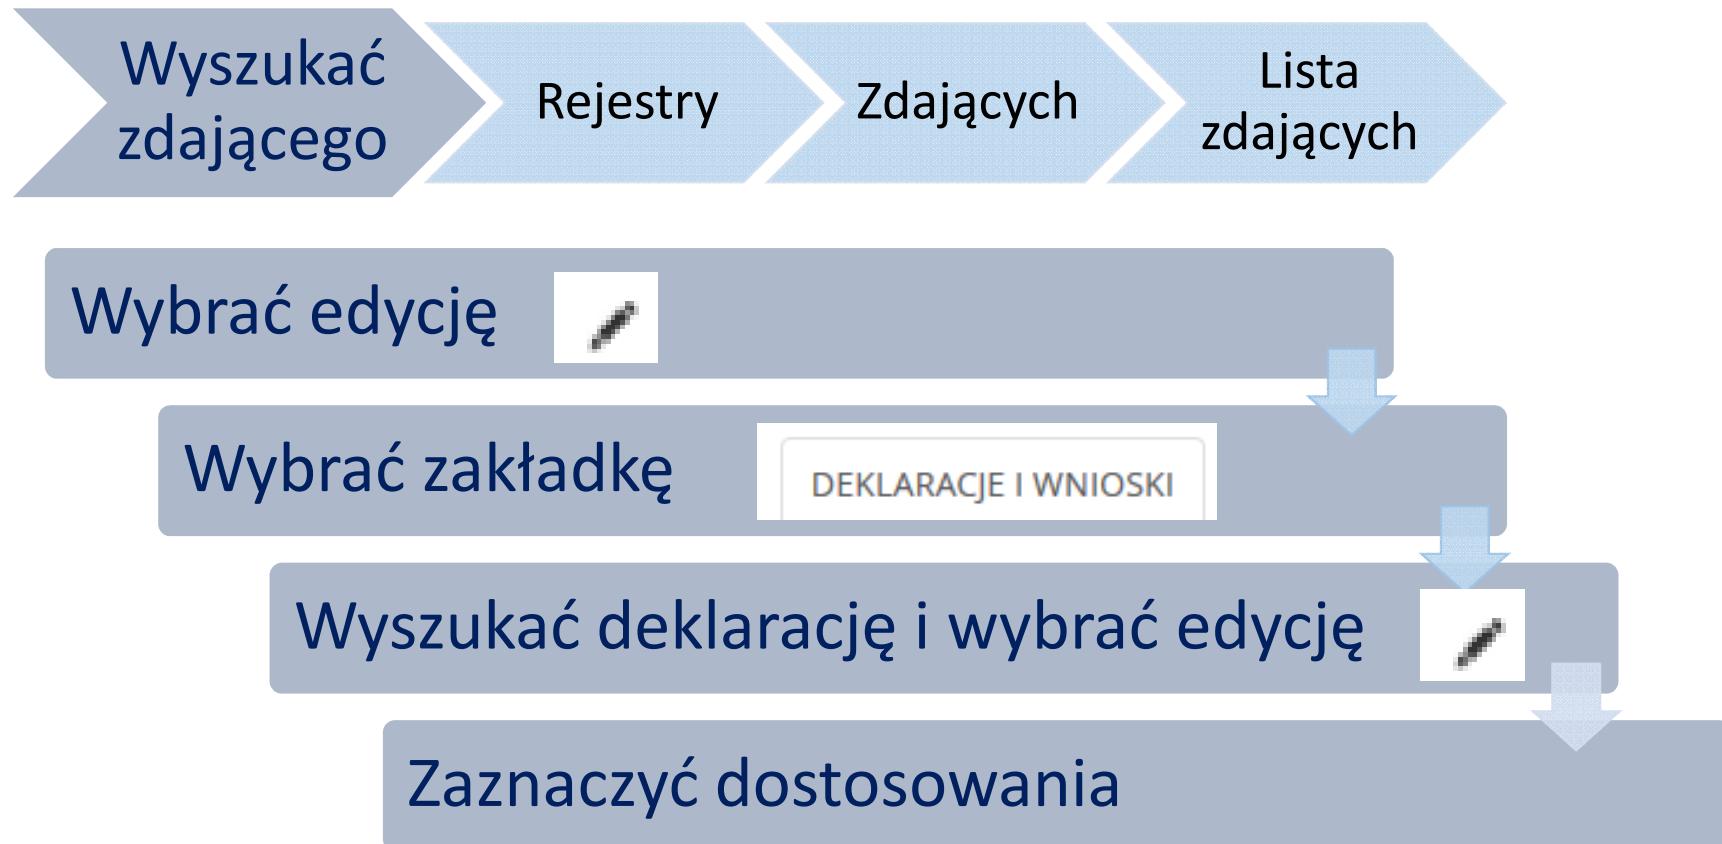 Wyszukać
zdającego
Rejestry
Zdających
Lista
zdających
Wybrać edycję
Wybrać zakładkę
DEKLARACJE I WNIOSKI
Wyszukać deklarację i wybrać edycję
Zaznaczyć dostosowania